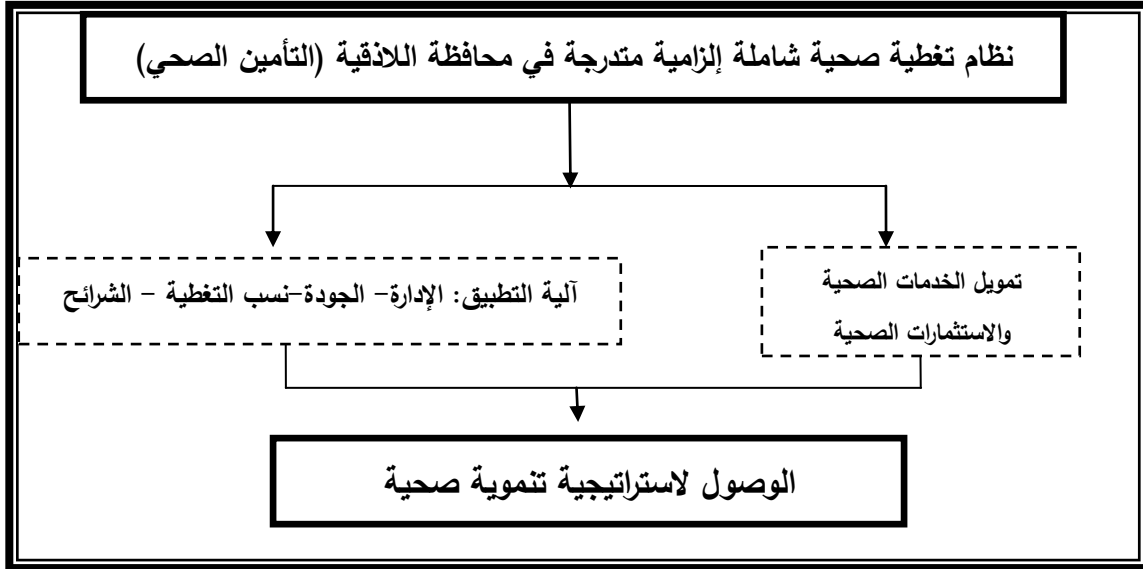 نظام تغطية صحية شاملة إلزامية متدرجة في محافظة اللاذقية (التأمين الصحي)
تمويل الخدمات الصحية
والاستثمارات الصحية
آلية التطبيق: الإدارة- الجودة-نسب التغطية - الشرائح
الوصول لاستراتيجية تنموية صحية